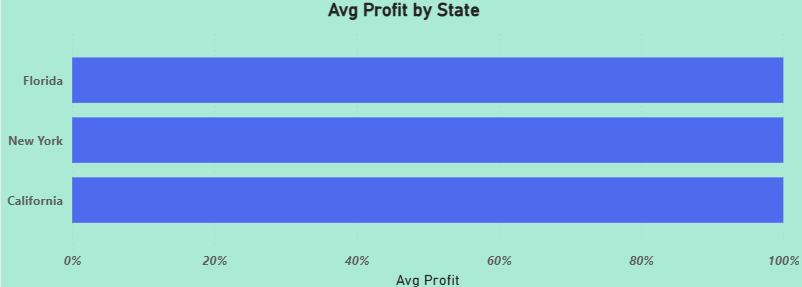 Avg Profit by State
Florida
New York
California
0% 20% 40% 60% 80% 100%
Avg Profit